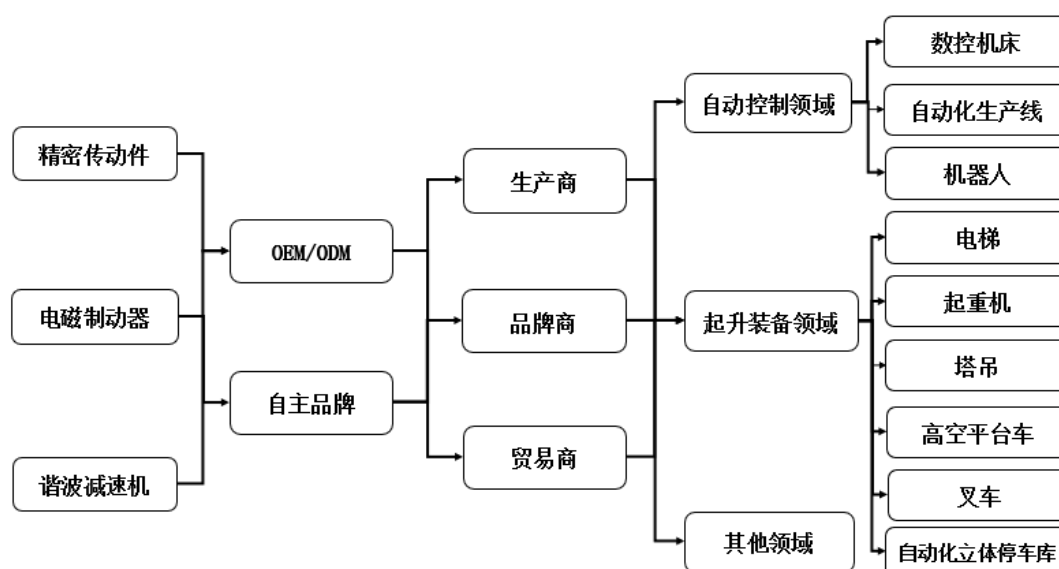 精密传动件
电磁制动器
谐波减速机
OEM/ODM
自主品牌
生产商
品牌商
贸易商
自动控制领域
起升装备领域
其他领域
数控机床
自动化生产线
机器人
电梯
起重机
塔吊
高空平台车
叉车
自动化立体停车库